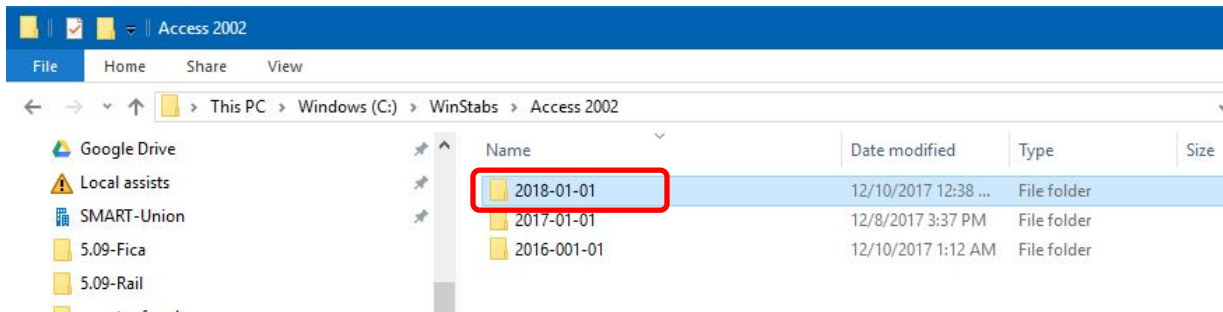 Access 2002
File Home Share View
This PC > Windows (C:) > WinStabs > Access 2002
Google Drive
Local assists
SMART-Union
5.09-Fica
5.09-Rail
Name Date modified Type Size
2018-01-01 12/10/2017 12:38 ... File folder
2017-01-01 12/8/2017 3:37 PM File folder
2016-001-01 12/10/2017 1:12 AM File folder